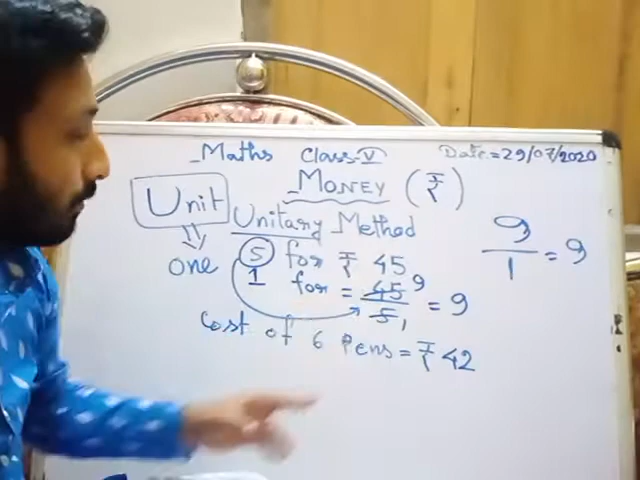 Maths Class-V Date:-29/07/2020
Money (₹)
Unit
Unitary Method
one
5 for ₹ 45
1 for = 45 9 / 5 1 = 9
9 / 1 = 9
Cost of 6 Pens = ₹ 42